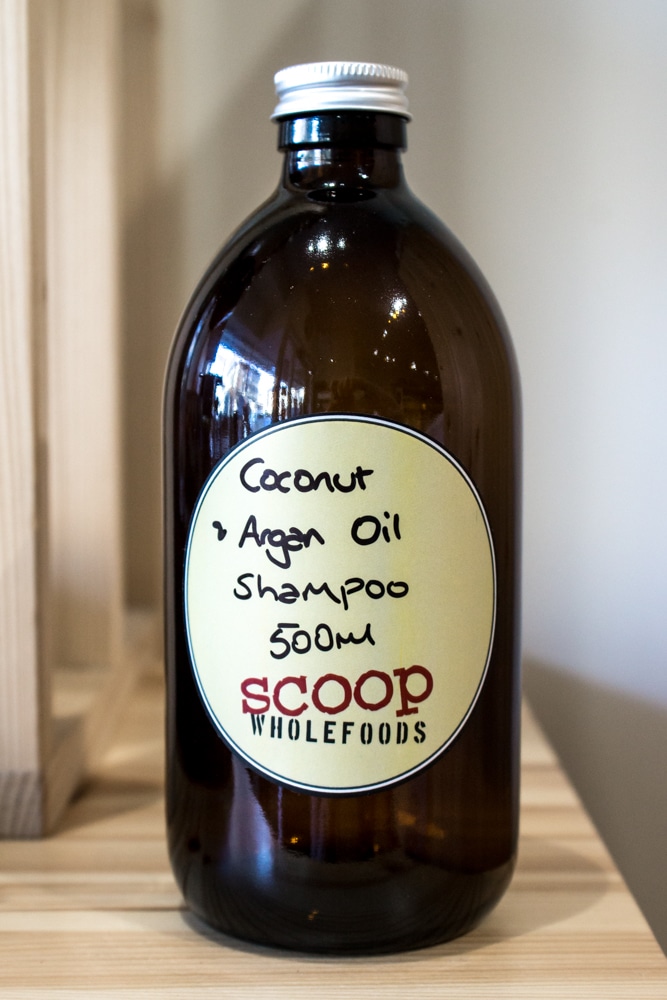 Coconut
& Argan Oil
Shampoo
500ml
scoop
WHOLEFOODS